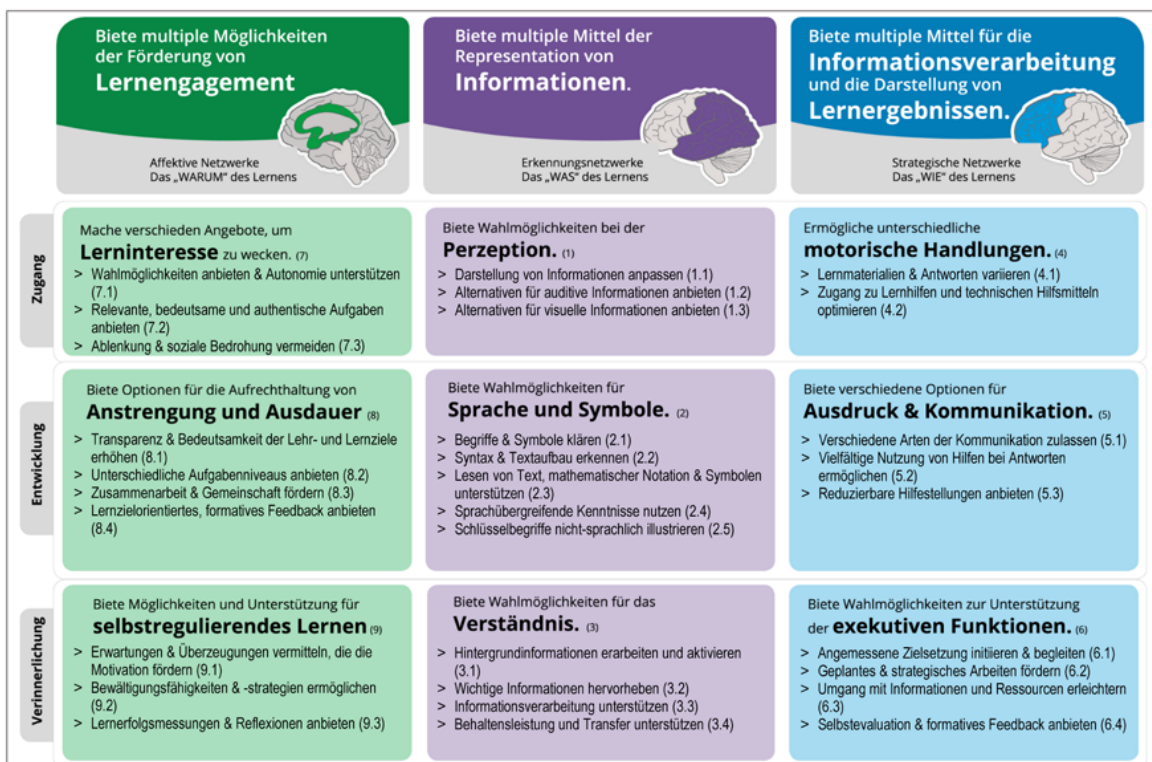 Biete multiple Möglichkeiten
der Förderung von
Lernengagement
Affektive Netzwerke
Das „WARUM“ des Lernens
Biete multiple Mittel der
Representation von
Informationen.
Erkennungsnetzwerke
Das „WAS“ des Lernens
Biete multiple Mittel für die
Informationsverarbeitung
und die Darstellung von
Lernergebnissen.
Strategische Netzwerke
Das „WIE“ des Lernens
Zugang
Mache verschieden Angebote, um
Lerninteresse zu wecken. (7)
> Wahlmöglichkeiten anbieten & Autonomie unterstützen
(7.1)
> Relevante, bedeutsame und authentische Aufgaben
anbieten (7.2)
> Ablenkung & soziale Bedrohung vermeiden (7.3)
Biete Wahlmöglichkeiten bei der
Perzeption. (1)
> Darstellung von Informationen anpassen (1.1)
> Alternativen für auditive Informationen anbieten (1.2)
> Alternativen für visuelle Informationen anbieten (1.3)
Ermögliche unterschiedliche
motorische Handlungen. (4)
> Lernmaterialien & Antworten variieren (4.1)
> Zugang zu Lernhilfen und technischen Hilfsmitteln
optimieren (4.2)
Entwicklung
Biete Optionen für die Aufrechthaltung von
Anstrengung und Ausdauer (8)
> Transparenz & Bedeutsamkeit der Lehr- und Lernziele
erhöhen (8.1)
> Unterschiedliche Aufgabenniveaus anbieten (8.2)
> Zusammenarbeit & Gemeinschaft fördern (8.3)
> Lernzielorientiertes, formatives Feedback anbieten
(8.4)
Biete Wahlmöglichkeiten für
Sprache und Symbole. (2)
> Begriffe & Symbole klären (2.1)
> Syntax & Textaufbau erkennen (2.2)
> Lesen von Text, mathematischer Notation & Symbolen
unterstützen (2.3)
> Sprachübergreifende Kenntnisse nutzen (2.4)
> Schlüsselbegriffe nicht-sprachlich illustrieren (2.5)
Biete verschiedene Optionen für
Ausdruck & Kommunikation. (5)
> Verschiedene Arten der Kommunikation zulassen (5.1)
> Vielfältige Nutzung von Hilfen bei Antworten
ermöglichen (5.2)
> Reduzierbare Hilfestellungen anbieten (5.3)
Verinnerlichung
Biete Möglichkeiten und Unterstützung für
selbstregulierendes Lernen (9)
> Erwartungen & Überzeugungen vermitteln, die die
Motivation fördern (9.1)
> Bewältigungsfähigkeiten & -strategien ermöglichen
(9.2)
> Lernerfolgsmessungen & Reflexionen anbieten (9.3)
Biete Wahlmöglichkeiten für das
Verständnis. (3)
> Hintergrundinformationen erarbeiten und aktivieren
(3.1)
> Wichtige Informationen hervorheben (3.2)
> Informationsverarbeitung unterstützen (3.3)
> Behaltensleistung und Transfer unterstützen (3.4)
Biete Wahlmöglichkeiten zur Unterstützung
der exekutiven Funktionen. (6)
> Angemessene Zielsetzung initiieren & begleiten (6.1)
> Geplantes & strategisches Arbeiten fördern (6.2)
> Umgang mit Informationen und Ressourcen erleichtern
(6.3)
> Selbstevaluation & formatives Feedback anbieten (6.4)